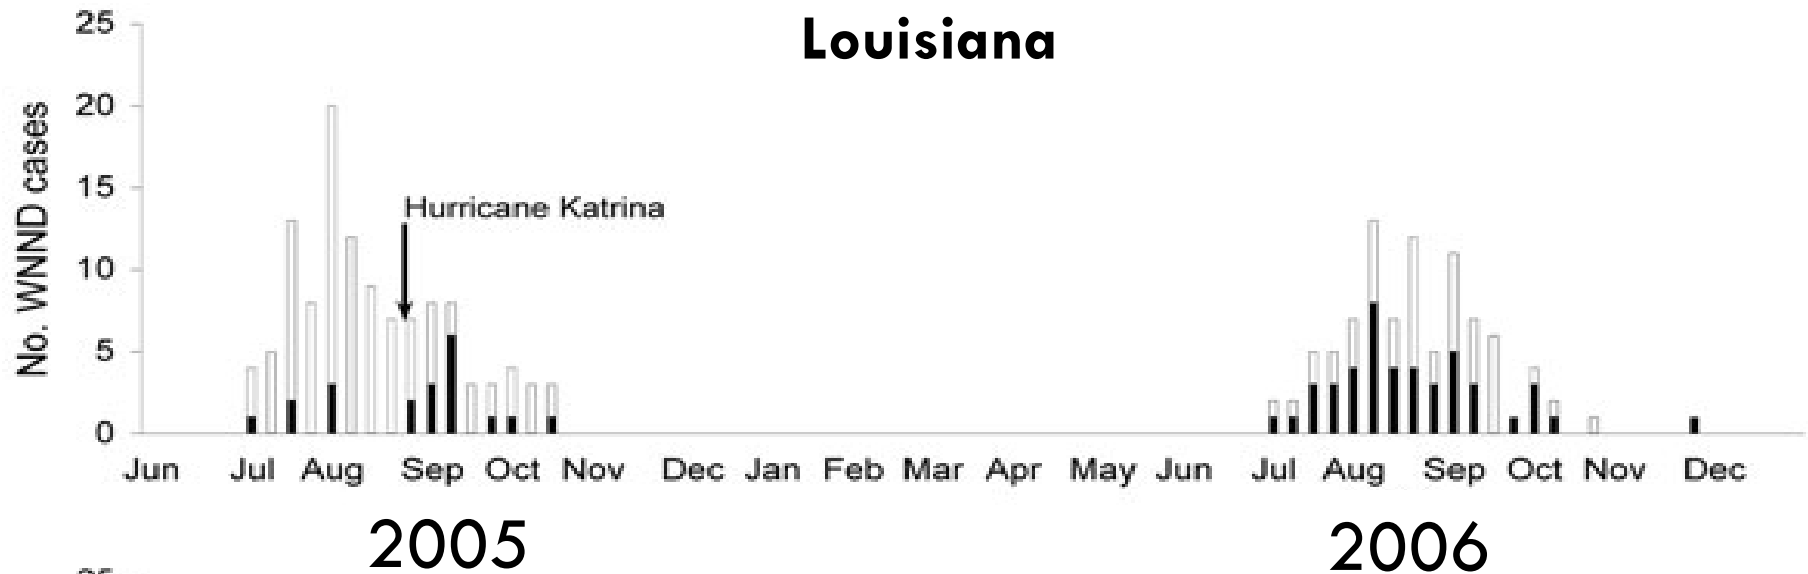 Louisiana
25
20
15
10
5
0
No. WNND cases
Hurricane Katrina
Jun Jul Aug Sep Oct Nov Dec Jan Feb Mar Apr May Jun Jul Aug Sep Oct Nov Dec
2005 2006